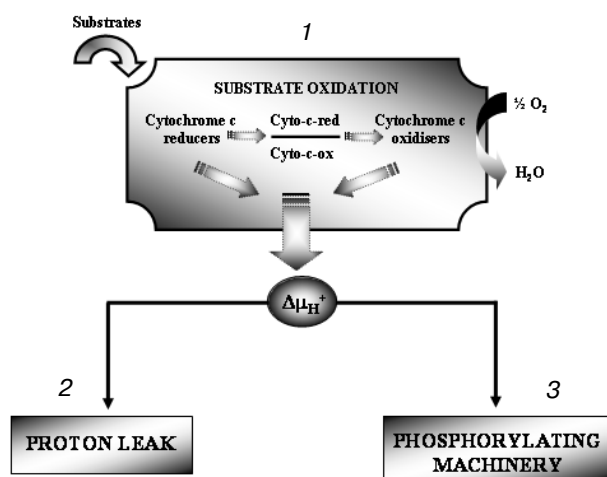 Substrates
1
SUBSTRATE OXIDATION
Cytochrome c
reducers
Cyto-c-red
Cyto-c-ox
Cytochrome c
oxidisers
½ O₂
H₂O
Δμ_H⁺
2
PROTON LEAK
3
PHOSPHORYLATING
MACHINERY